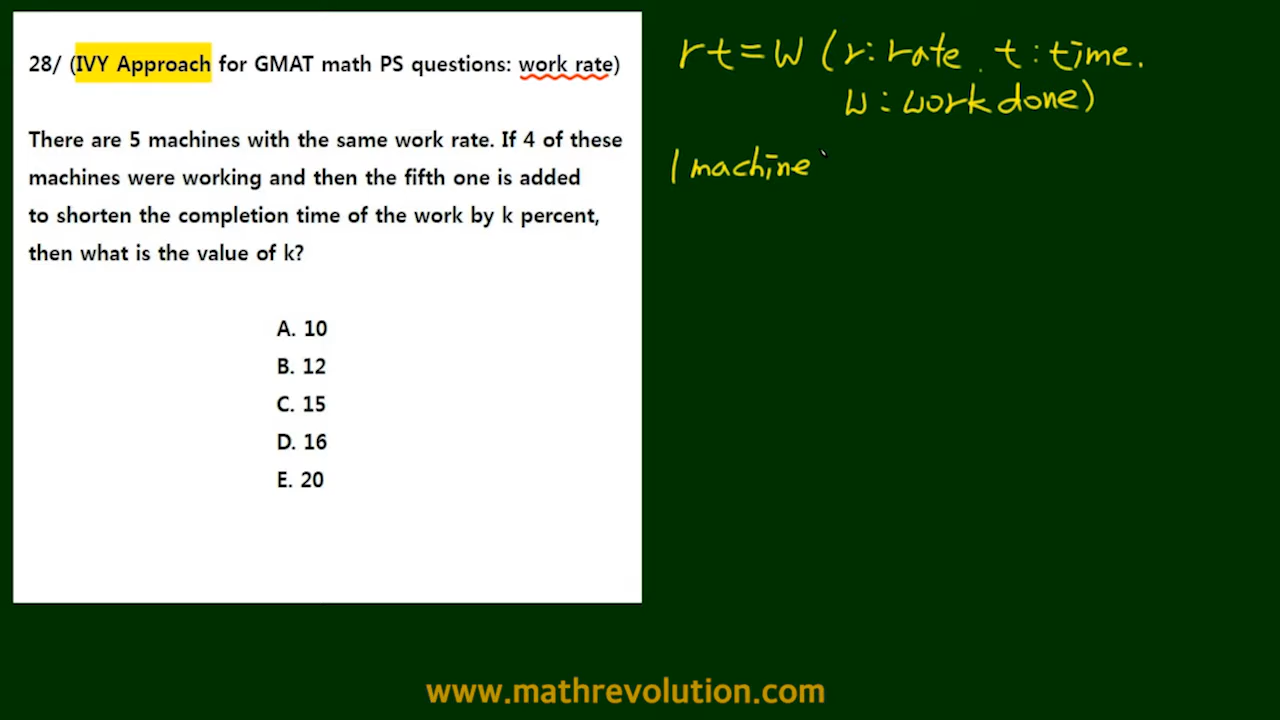 28/ (IVY Approach for GMAT math PS questions: work rate)
There are 5 machines with the same work rate. If 4 of these
machines were working and then the fifth one is added
to shorten the completion time of the work by k percent,
then what is the value of k?
A. 10
B. 12
C. 15
D. 16
E. 20
rt=W (r: rate. t: time.
w: work done)
1 machine
www.mathrevolution.com